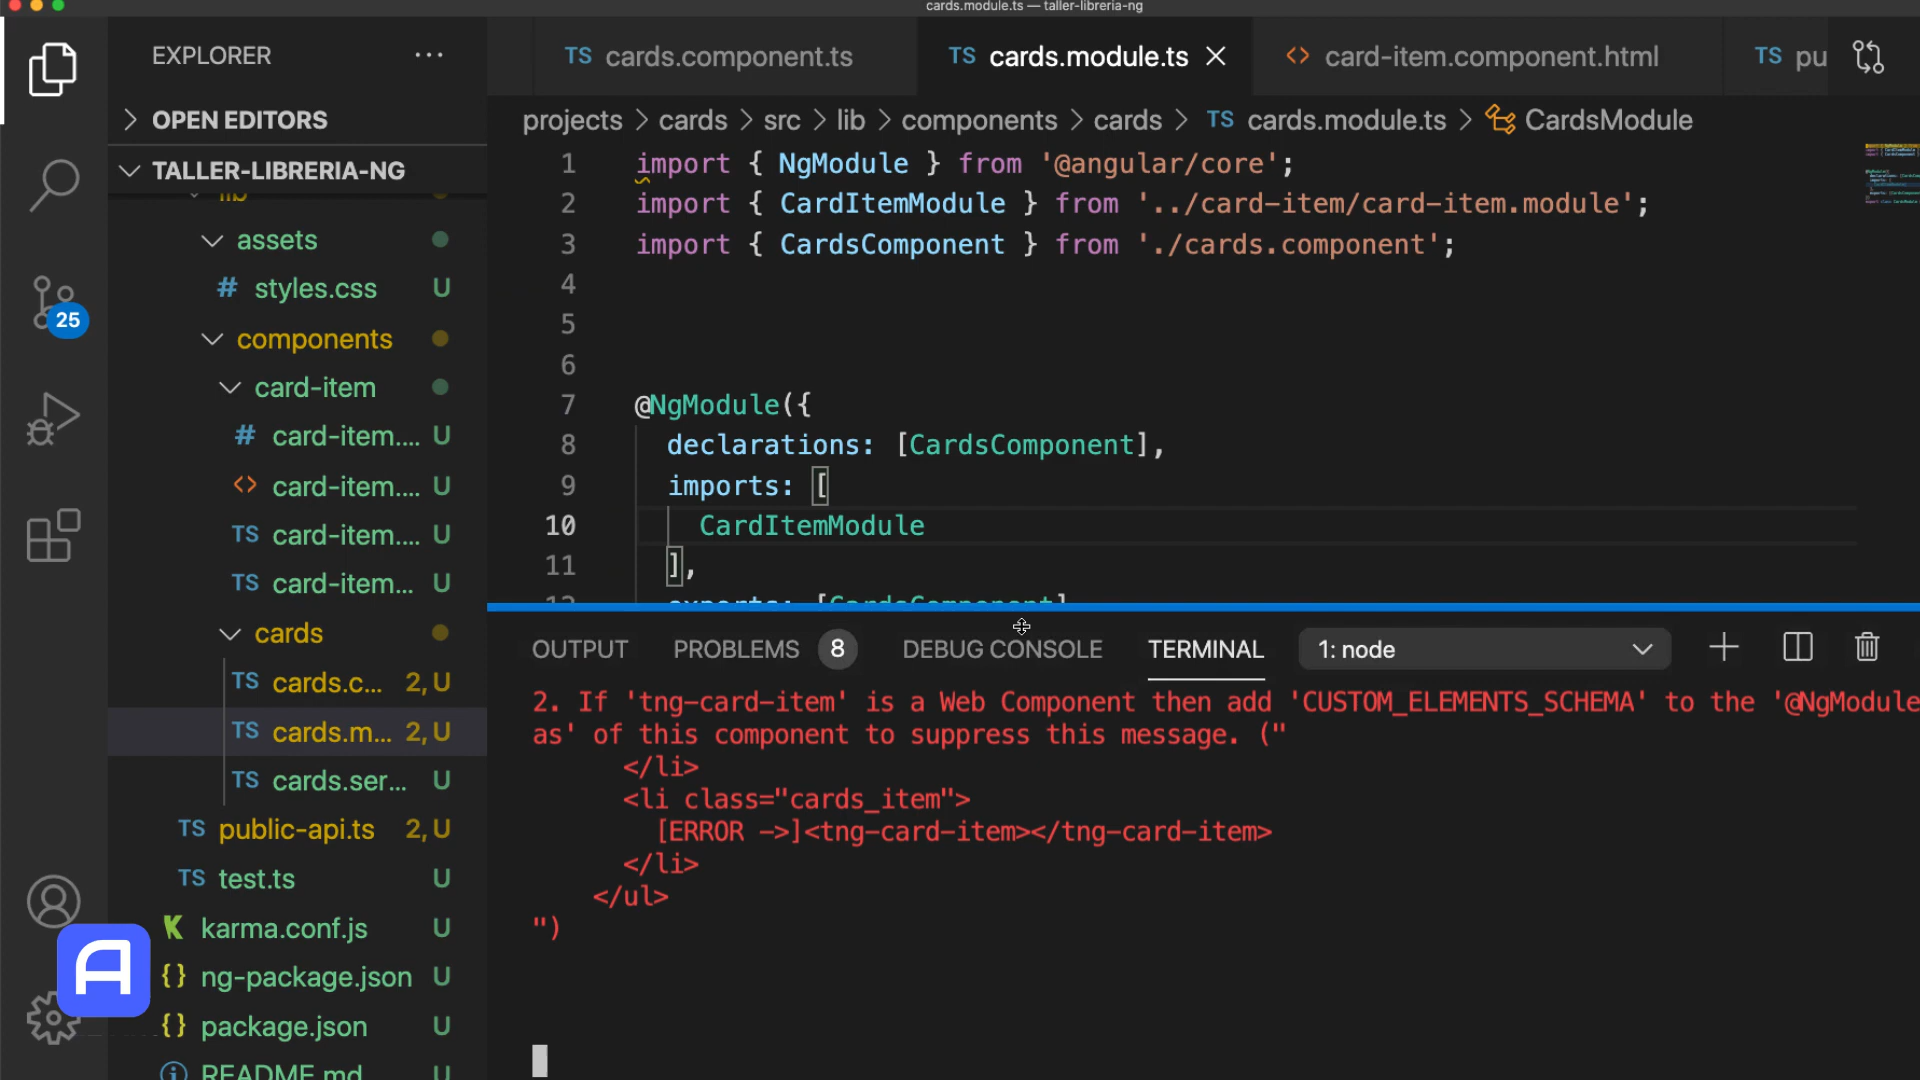 cards.module.ts — taller-libreria-ng
EXPLORER
TS cards.component.ts
TS cards.module.ts
<> card-item.component.html
TS pu
OPEN EDITORS
projects > cards > src > lib > components > cards > TS cards.module.ts > CardsModule
TALLER-LIBRERIA-NG
lib
assets
# styles.css U
components
card-item
# card-item.... U
<> card-item.... U
TS card-item.... U
TS card-item... U
cards
TS cards.c... 2, U
TS cards.m... 2, U
TS cards.ser... U
TS public-api.ts 2, U
TS test.ts U
K karma.conf.js U
{} ng-package.json U
{} package.json U
README.md U
25
A
1 import { NgModule } from '@angular/core';
2 import { CardItemModule } from '../card-item/card-item.module';
3 import { CardsComponent } from './cards.component';
4
5
6
7 @NgModule({
8 declarations: [CardsComponent],
9 imports: [
10 CardItemModule
11 ],
12 exports: [CardsComponent]
OUTPUT PROBLEMS 8 DEBUG CONSOLE TERMINAL 1: node
2. If 'tng-card-item' is a Web Component then add 'CUSTOM_ELEMENTS_SCHEMA' to the '@NgModule
as' of this component to suppress this message. ("
</li>
<li class="cards_item">
[ERROR ->]<tng-card-item></tng-card-item>
</li>
</ul>
")